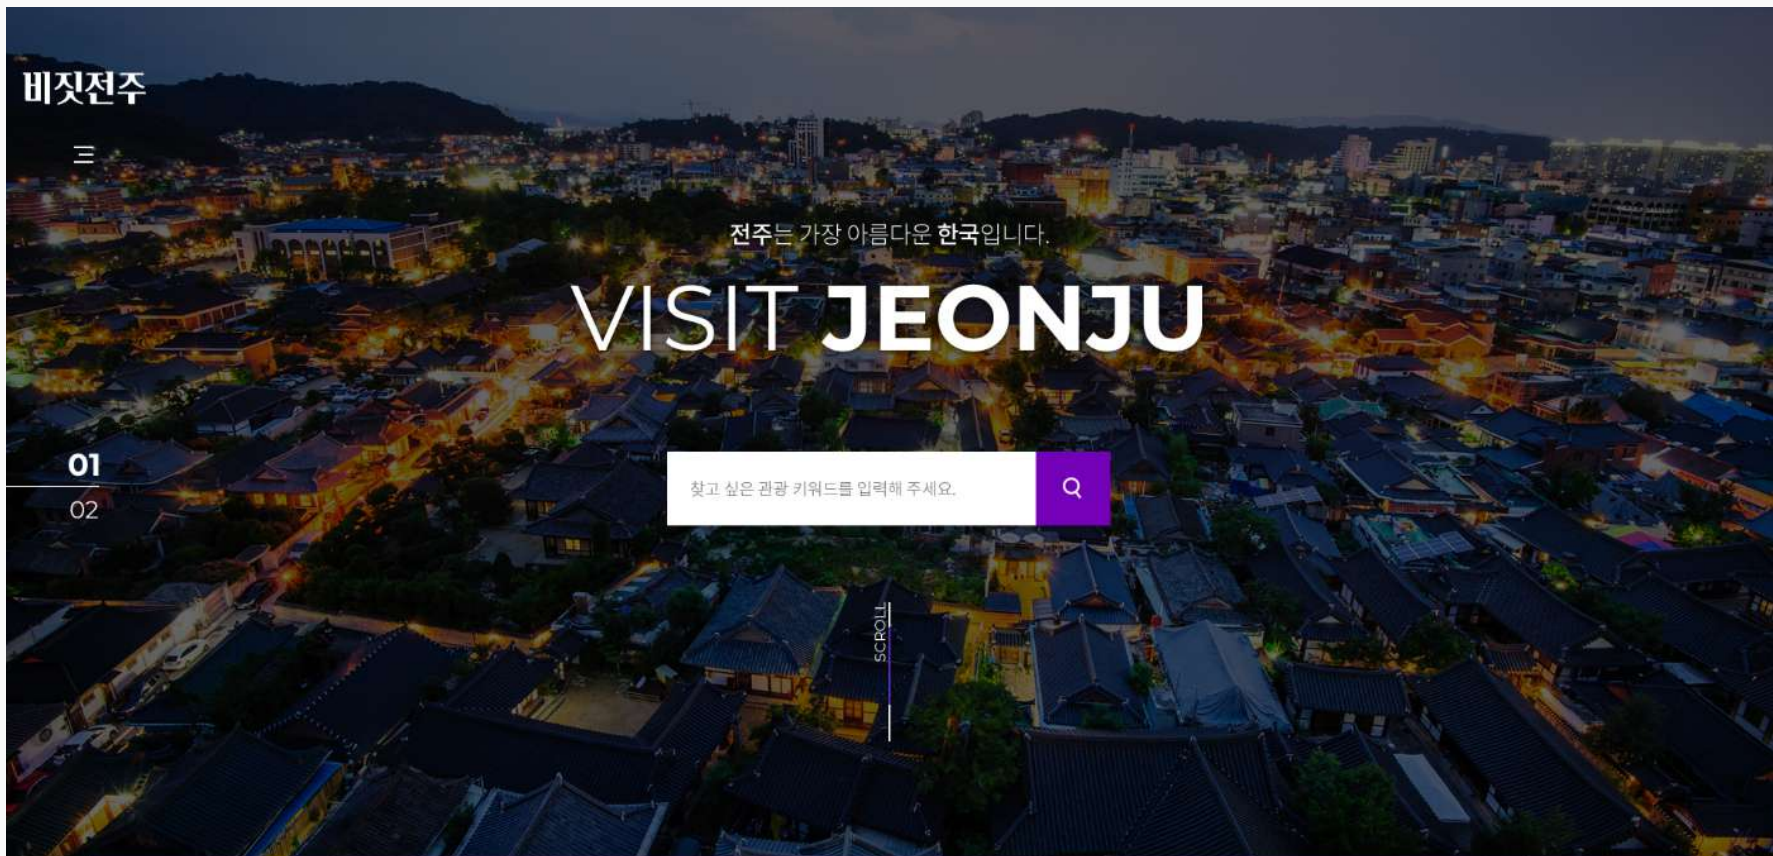 비짓전주
전주는 가장 아름다운 한국입니다.
VISIT JEONJU
01
02
찾고 싶은 관광 키워드를 입력해 주세요.
SCROLL